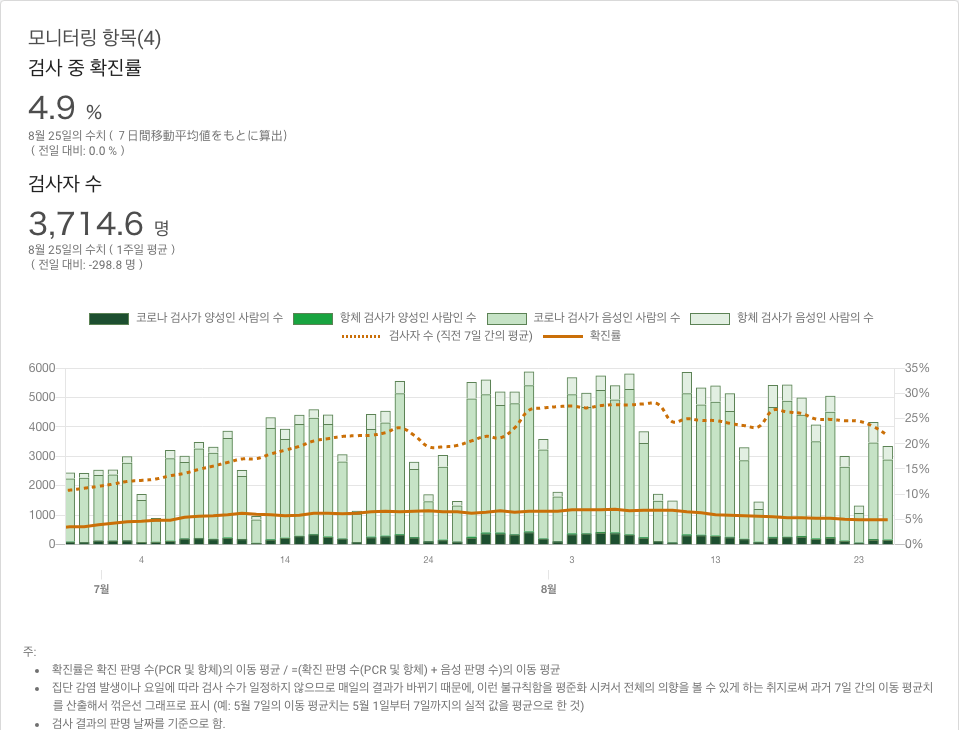 모니터링 항목(4)
검사 중 확진률
4.9 %
8월 25일의 수치 ( 7日間移動平均値をもとに算出)
( 전일 대비: 0.0 % )
검사자 수
3,714.6 명
8월 25일의 수치 ( 1주일 평균 )
( 전일 대비: -298.8 명 )
코로나 검사가 양성인 사람의 수 항체 검사가 양성인 사람인 수 코로나 검사가 음성인 사람의 수 항체 검사가 음성인 사람의 수
검사자 수 (직전 7일 간의 평균) 확진률
6000 35%
5000 30%
4000 25%
3000 20%
2000 15%
1000 10%
0 5%
0%
4 14 24 3 13 23
7월 8월
주:
• 확진률은 확진 판명 수(PCR 및 항체)의 이동 평균 / =(확진 판명 수(PCR 및 항체) + 음성 판명 수)의 이동 평균
• 집단 감염 발생이나 요일에 따라 검사 수가 일정하지 않으므로 매일의 결과가 바뀌기 때문에, 이런 불규칙함을 평준화 시켜서 전체의 의향을 볼 수 있게 하는 취지로써 과거 7일 간의 이동 평균치
를 산출해서 꺾은선 그래프로 표시 (예: 5월 7일의 이동 평균치는 5월 1일부터 7일까지의 실적 값을 평균으로 한 것)
• 검사 결과의 판명 날짜를 기준으로 함.